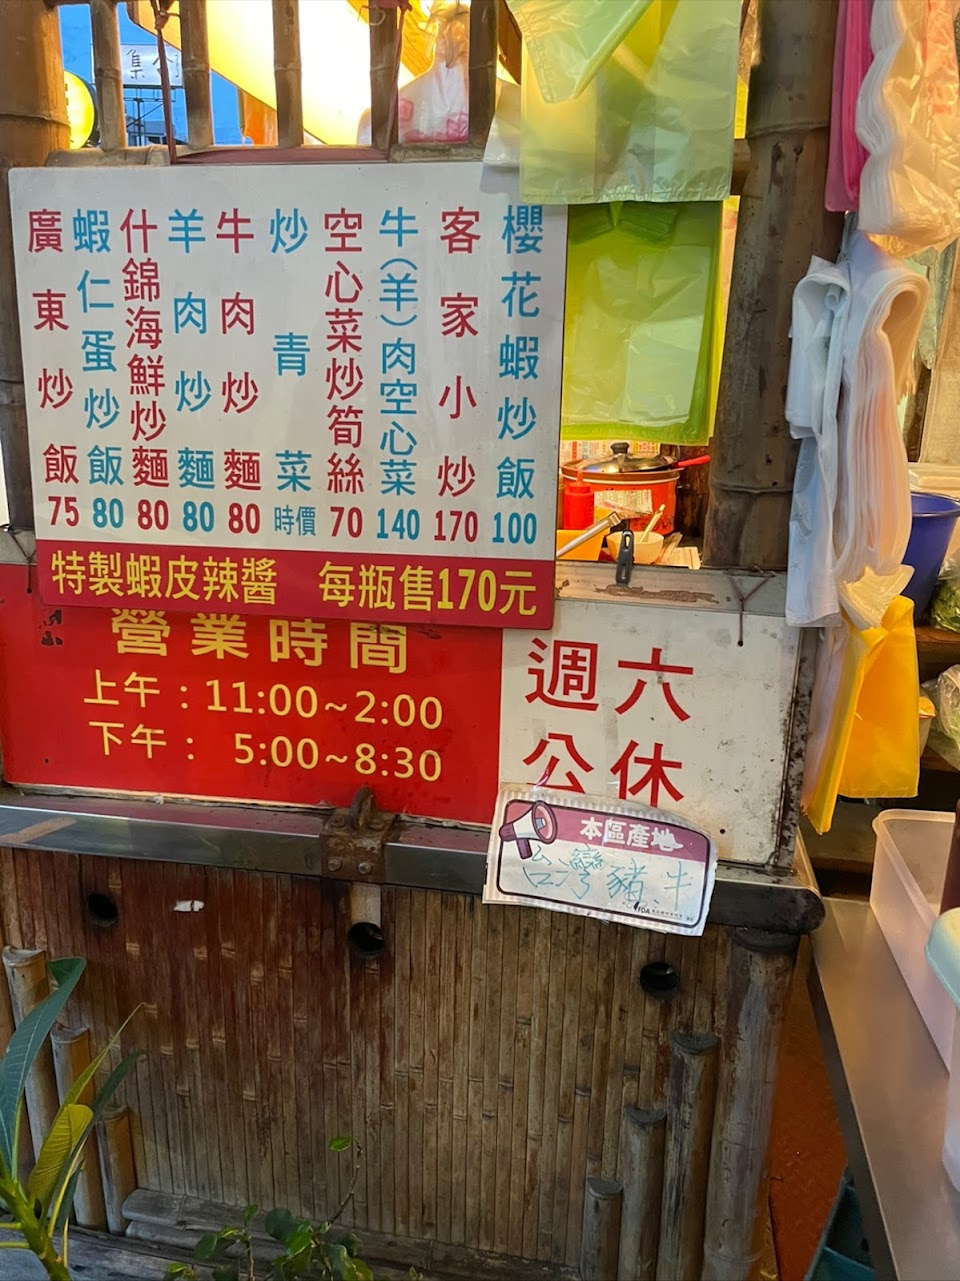 集
櫻花蝦炒飯 100
客家小炒 170
牛(羊)肉空心菜 140
空心菜炒筍絲 70
炒青菜 時價
牛肉炒麵 80
羊肉炒麵 80
什錦海鮮炒麵 80
蝦仁蛋炒飯 80
廣東炒飯 75
特製蝦皮辣醬 每瓶售170元
營業時間
上午：11:00~2:00
下午： 5:00~8:30
週六
公休
本區產地
台灣豬.牛
FDA